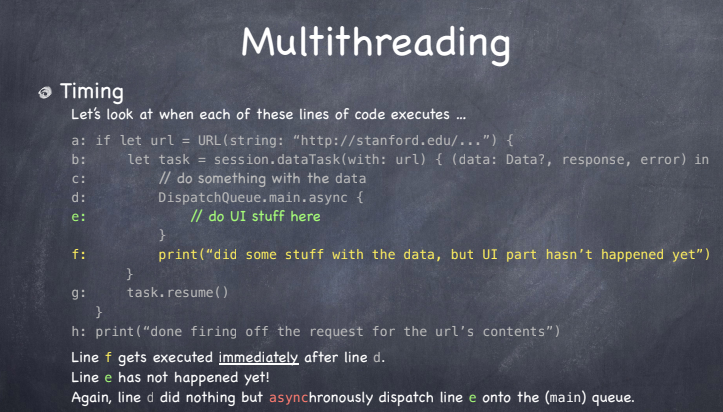 Multithreading
Timing
Let's look at when each of these lines of code executes ...
a: if let url = URL(string: “http://stanford.edu/...”) {
b: let task = session.dataTask(with: url) { (data: Data?, response, error) in
c: // do something with the data
d: DispatchQueue.main.async {
e: // do UI stuff here
}
f: print(“did some stuff with the data, but UI part hasn’t happened yet”)
}
g: task.resume()
}
h: print(“done firing off the request for the url’s contents”)
Line f gets executed immediately after line d.
Line e has not happened yet!
Again, line d did nothing but asynchronously dispatch line e onto the (main) queue.